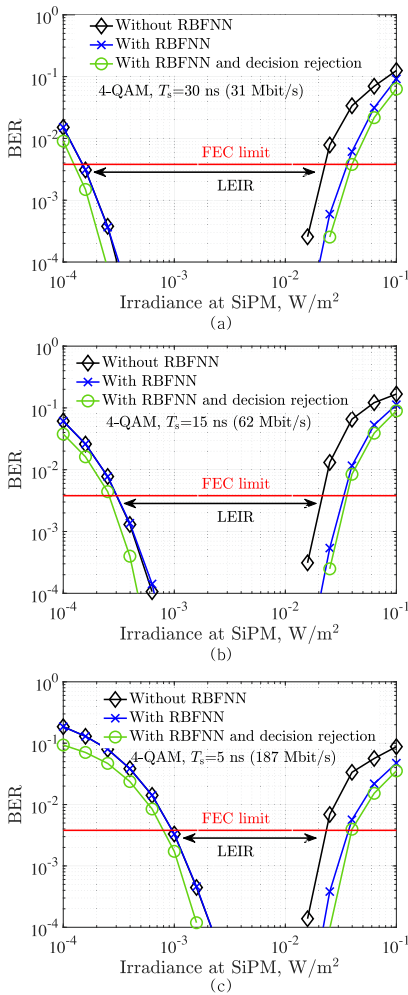 10^0
Without RBFNN
With RBFNN
With RBFNN and decision rejection
4-QAM, T_s=30 ns (31 Mbit/s)
10^-1
10^-2
BER
FEC limit
LEIR
10^-3
10^-4
10^-4 10^-3 10^-2 10^-1
Irradiance at SiPM, W/m^2
(a)
10^0
Without RBFNN
With RBFNN
With RBFNN and decision rejection
4-QAM, T_s=15 ns (62 Mbit/s)
10^-1
10^-2
BER
FEC limit
LEIR
10^-3
10^-4
10^-4 10^-3 10^-2 10^-1
Irradiance at SiPM, W/m^2
(b)
10^0
Without RBFNN
With RBFNN
With RBFNN and decision rejection
4-QAM, T_s=5 ns (187 Mbit/s)
10^-1
10^-2
BER
FEC limit
LEIR
10^-3
10^-4
10^-4 10^-3 10^-2 10^-1
Irradiance at SiPM, W/m^2
(c)